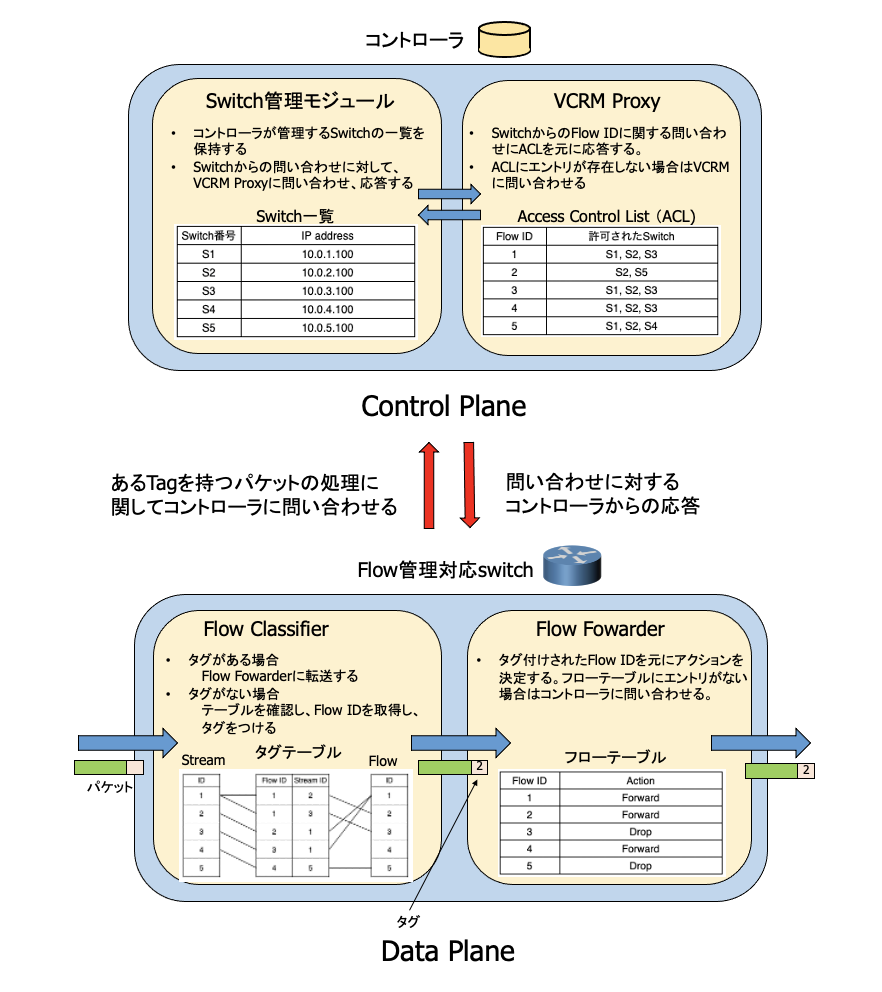 コントローラ
Switch管理モジュール
• コントローラが管理するSwitchの一覧を
保持する
• Switchからの問い合わせに対して、
VCRM Proxyに問い合わせ、応答する
Switch一覧
Switch番号 IP address
S1 10.0.1.100
S2 10.0.2.100
S3 10.0.3.100
S4 10.0.4.100
S5 10.0.5.100
VCRM Proxy
• SwitchからのFlow IDに関する問い合わ
せにACLを元に応答する。
• ACLにエントリが存在しない場合はVCRM
に問い合わせる
Access Control List（ACL)
Flow ID 許可されたSwitch
1 S1, S2, S3
2 S2, S5
3 S1, S2, S3
4 S1, S2, S3
5 S1, S2, S4
Control Plane
あるTagを持つパケットの処理に
関してコントローラに問い合わせる
問い合わせに対する
コントローラからの応答
Flow管理対応switch
Flow Classifier
• タグがある場合
Flow Fowarderに転送する
• タグがない場合
テーブルを確認し、Flow IDを取得し、
タグをつける
Stream
タグテーブル
Flow
ID
1
2
3
4
5
Flow ID Stream ID
1 2
1 3
2 1
3 1
4 5
ID
1
2
3
4
5
パケット
2
タグ
Flow Fowarder
• タグ付けされたFlow IDを元にアクションを
決定する。フローテーブルにエントリがない
場合はコントローラに問い合わせる。
フローテーブル
Flow ID Action
1 Forward
2 Forward
3 Drop
4 Forward
5 Drop
2
Data Plane